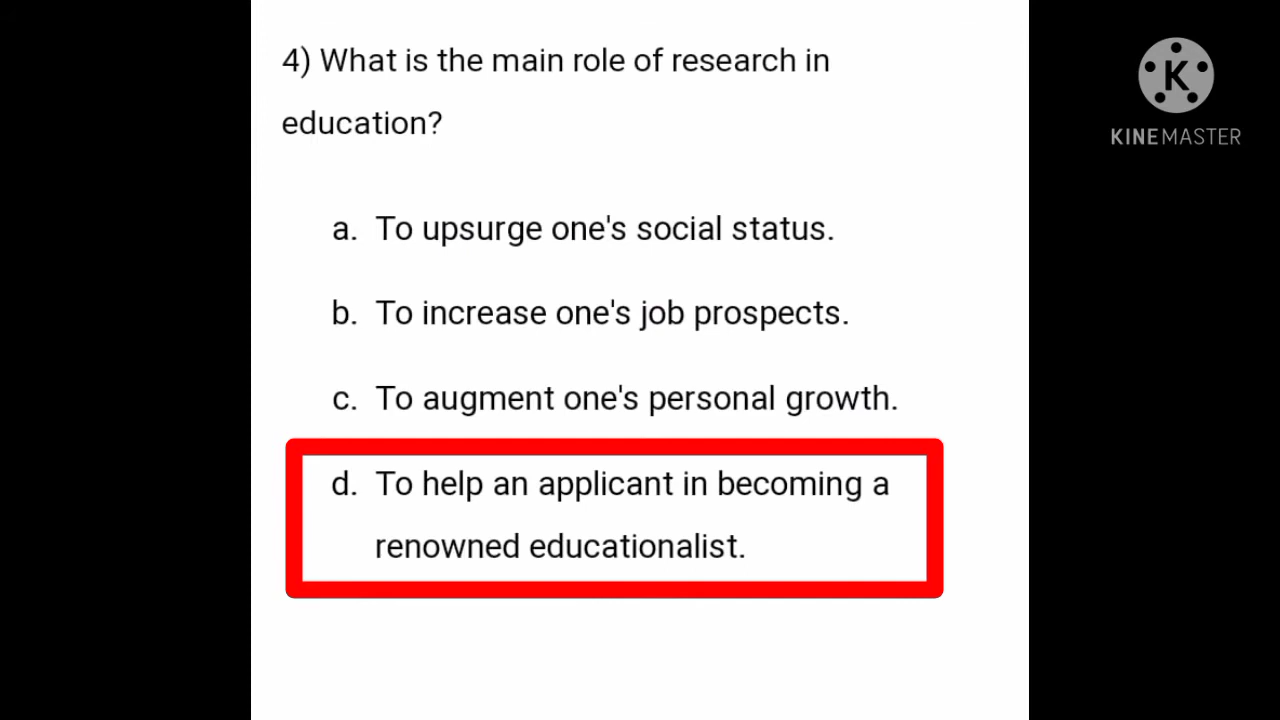 4) What is the main role of research in
education?
a. To upsurge one's social status.
b. To increase one's job prospects.
c. To augment one's personal growth.
d. To help an applicant in becoming a
renowned educationalist.
K
KINEMASTER